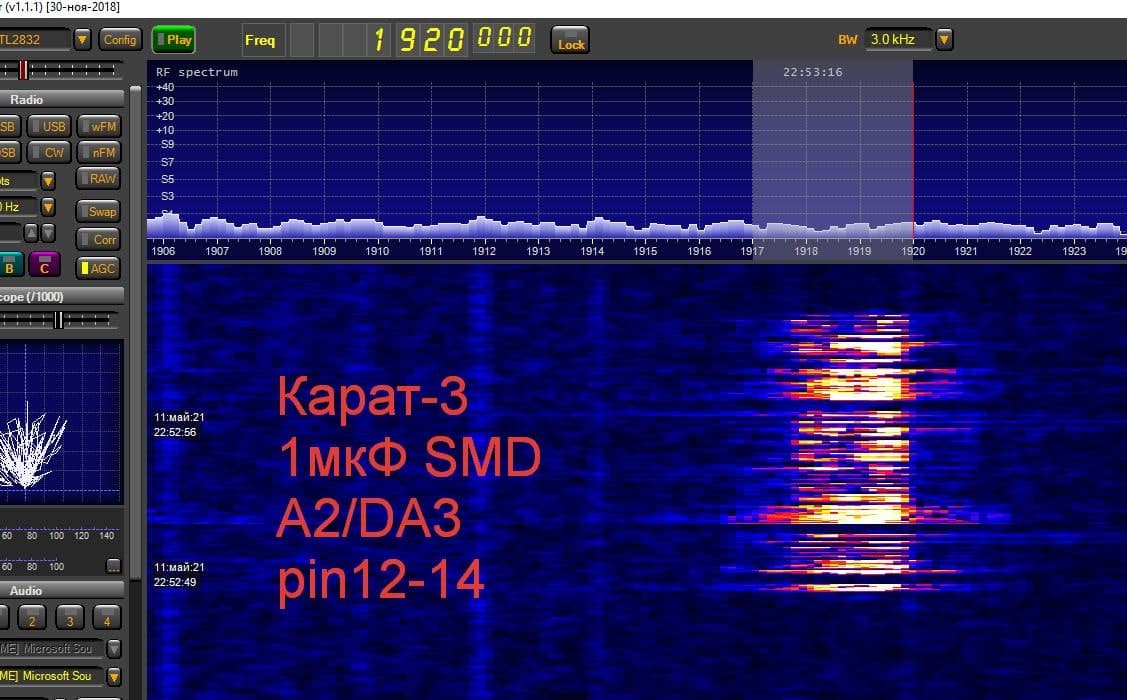 (v1.1.1) [30-ноя-2018]
TL2832 Config Play Freq 1 920 000 Lock BW 3.0 kHz
RF spectrum 22:53:16
+40
+30
+20
+10
S9
S7
S5
S3
1906 1907 1908 1909 1910 1911 1912 1913 1914 1915 1916 1917 1918 1919 1920 1921 1922 1923 19
Radio
SB USB wFM
SB CW nFM
RAW
Hz
Swap
Corr
B C AGC
cope (/1000)
60 80 100 120 140
60 80 100
...
Audio
2 3 4
ME] Microsoft Sou
ME] Microsoft Sou
11:май:21
22:52:56
11:май:21
22:52:49
Карат-3
1мкФ SMD
A2/DA3
pin12-14